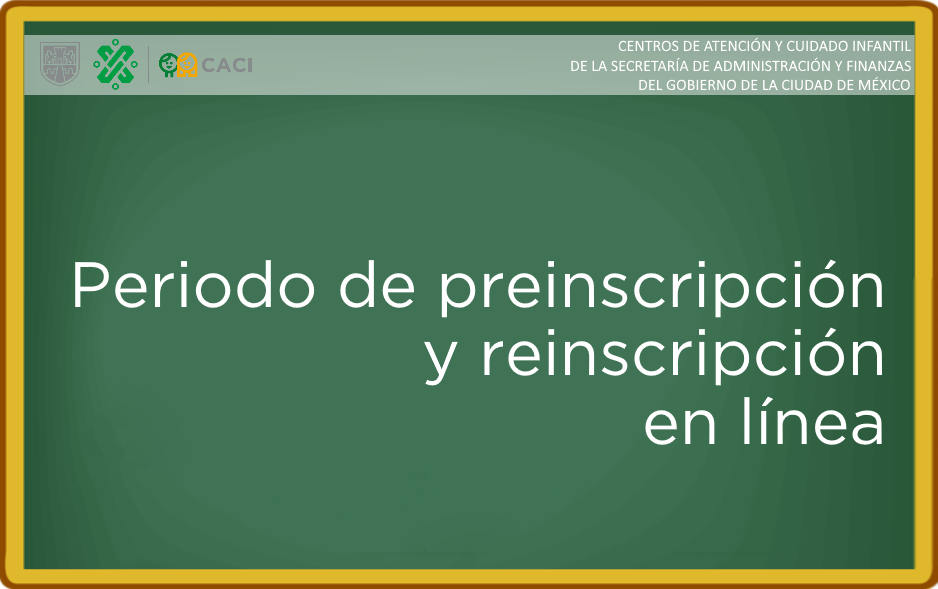 CACI
CENTROS DE ATENCIÓN Y CUIDADO INFANTIL
DE LA SECRETARÍA DE ADMINISTRACIÓN Y FINANZAS
DEL GOBIERNO DE LA CIUDAD DE MÉXICO
Periodo de preinscripción
y reinscripción
en línea